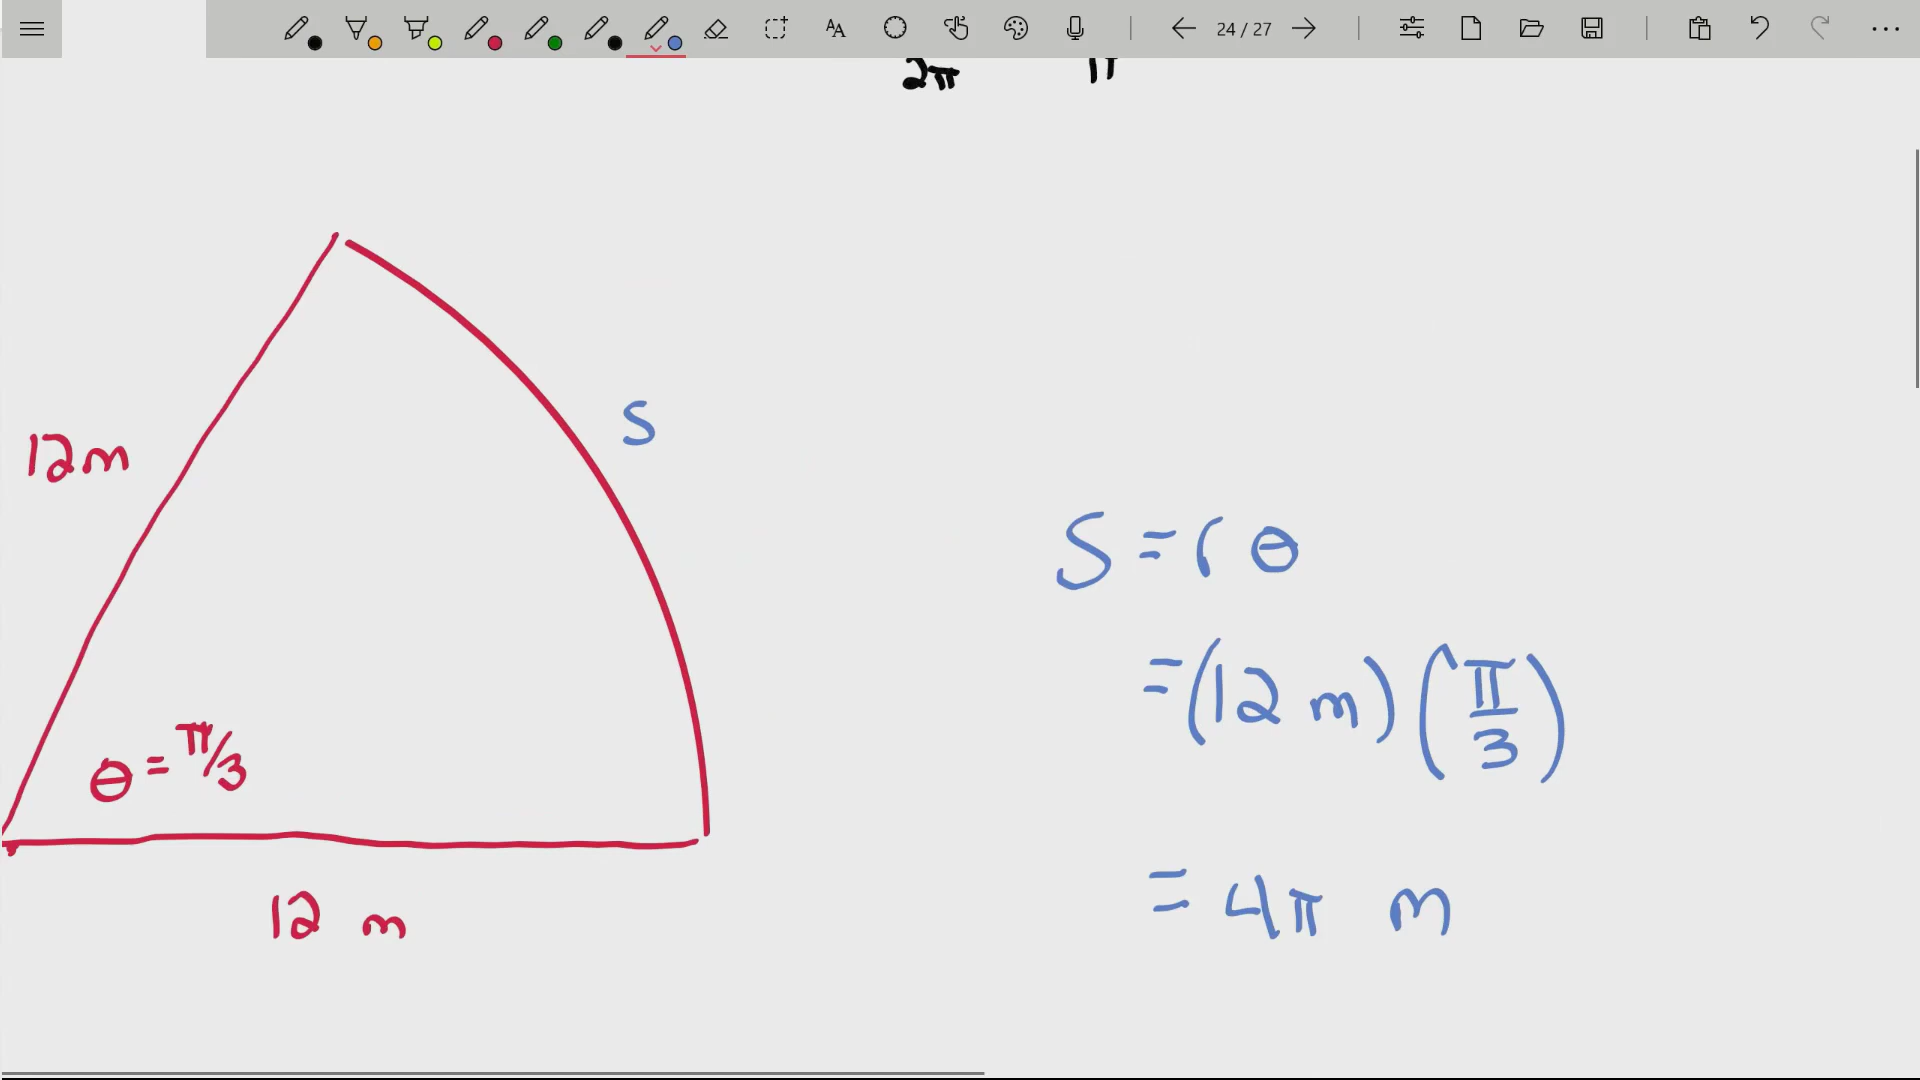 24 / 27
2π π
12m
S
S = r θ
= (12 m) (π/3)
θ = π/3
= 4π m
12 m